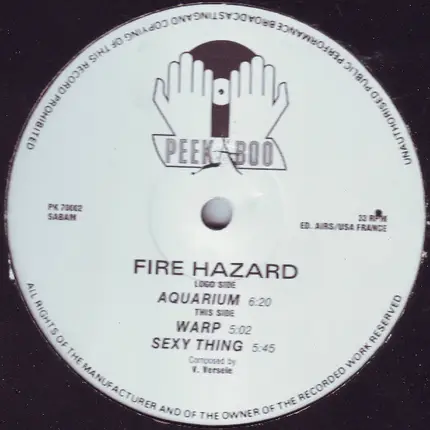 UNAUTHORISED PUBLIC PERFORMANCE BROADCASTING AND COPYING OF THIS RECORD PROHIBITED
PEEK A BOO
PK 70002
SABAM
33 RPM
ED. AIRS/USA FRANCE
FIRE HAZARD
LOGO SIDE
AQUARIUM 6:20
THIS SIDE
WARP 5:02
SEXY THING 5:45
Composed by
V. Versele
ALL RIGHTS OF THE MANUFACTURER AND OF THE OWNER OF THE RECORDED WORK RESERVED